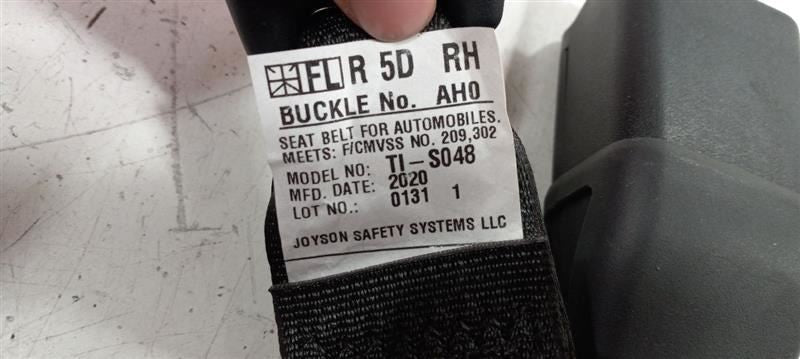 FL R 5D RH
BUCKLE No. AH0
SEAT BELT FOR AUTOMOBILES.
MEETS: F/CMVSS NO. 209,302
MODEL NO: TI-S048
MFD. DATE: 2020
LOT NO.: 0131 1
JOYSON SAFETY SYSTEMS LLC